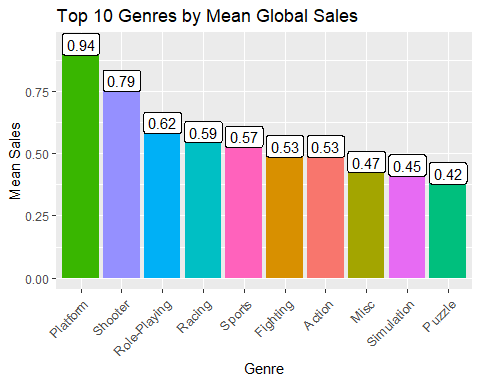 Top 10 Genres by Mean Global Sales
Mean Sales
0.75
0.50
0.25
0.00
0.94
0.79
0.62
0.59
0.57
0.53
0.53
0.47
0.45
0.42
Platform
Shooter
Role-Playing
Racing
Sports
Fighting
Action
Misc
Simulation
Puzzle
Genre